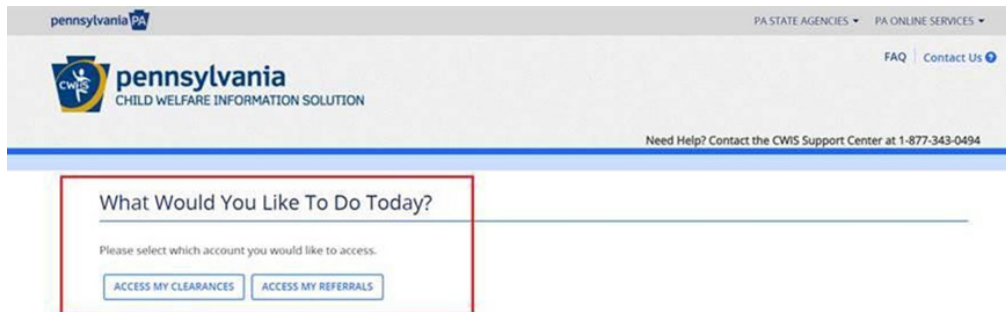 pennsylvania PA
PA STATE AGENCIES PA ONLINE SERVICES
FAQ Contact Us ?
CWIS
pennsylvania
CHILD WELFARE INFORMATION SOLUTION
Need Help? Contact the CWIS Support Center at 1-877-343-0494
What Would You Like To Do Today?
Please select which account you would like to access.
ACCESS MY CLEARANCES ACCESS MY REFERRALS